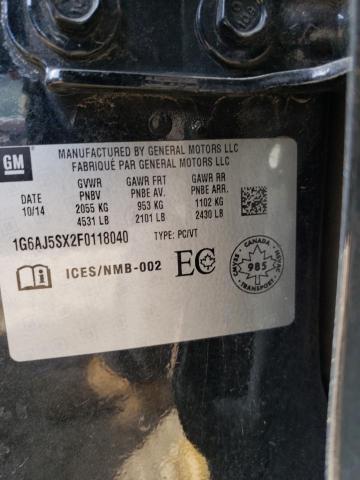 GM
MANUFACTURED BY GENERAL MOTORS LLC
FABRIQUÉ PAR GENERAL MOTORS LLC
GVWR GAWR FRT GAWR RR
DATE PNBV PNBE AV. PNBE ARR.
10/14 2055 KG 953 KG 1102 KG
4531 LB 2101 LB 2430 LB
1G6AJ5SX2F0118040 TYPE: PC/VT
ICES/NMB-002 EC
CANADA
985
TRANSPORT